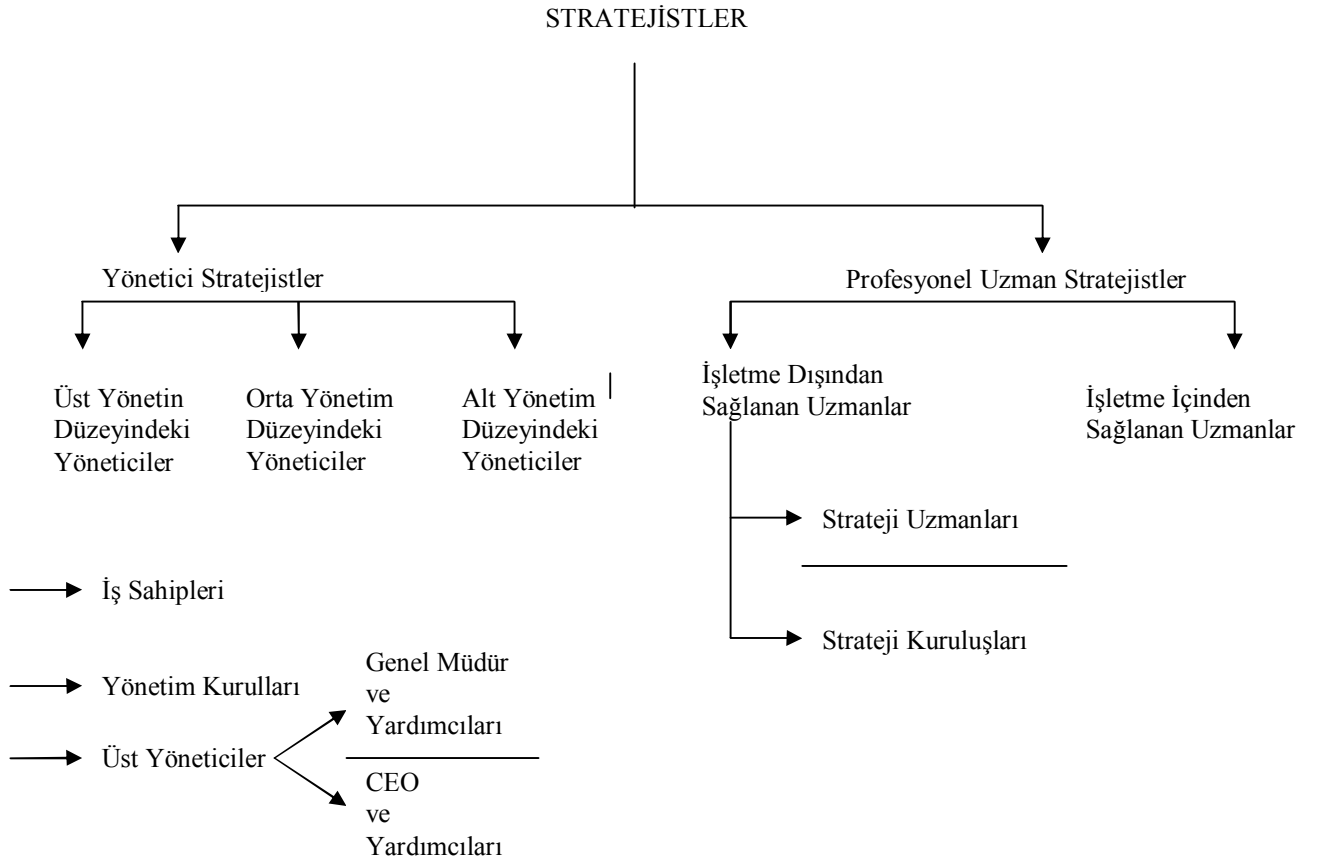 STRATEJİSTLER
Yönetici Stratejistler
Profesyonel Uzman Stratejistler
Üst Yönetin
Düzeyindeki
Yöneticiler
Orta Yönetim
Düzeyindeki
Yöneticiler
Alt Yönetim
Düzeyindeki
Yöneticiler
İşletme Dışından
Sağlanan Uzmanlar
İşletme İçinden
Sağlanan Uzmanlar
Strateji Uzmanları
Strateji Kuruluşları
İş Sahipleri
Yönetim Kurulları
Üst Yöneticiler
Genel Müdür
ve
Yardımcıları
CEO
ve
Yardımcıları